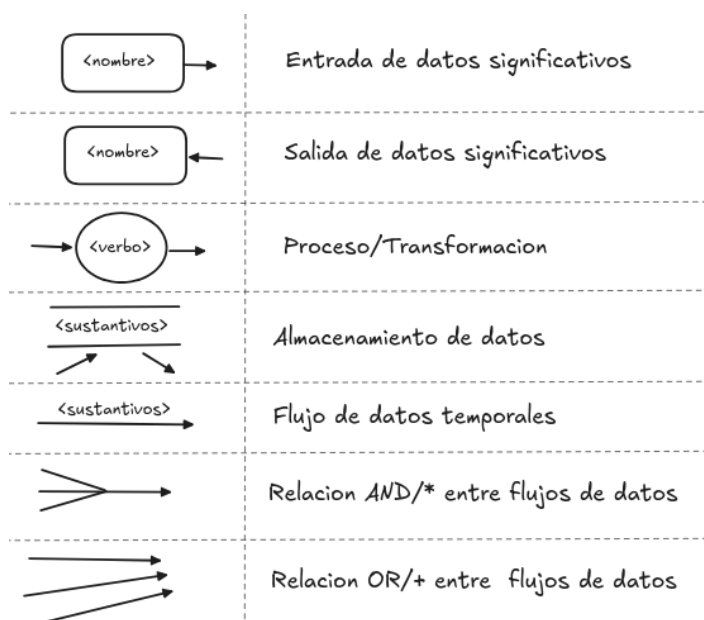 <nombre>
Entrada de datos significativos
<nombre>
Salida de datos significativos
<verbo>
Proceso/Transformacion
<sustantivos>
Almacenamiento de datos
<sustantivos>
Flujo de datos temporales
Relacion AND/* entre flujos de datos
Relacion OR/+ entre flujos de datos